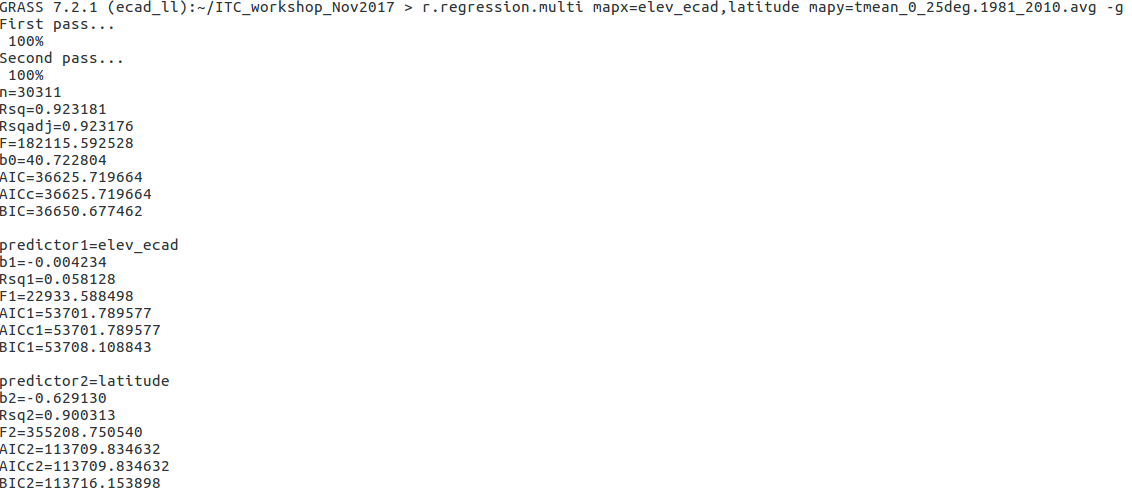 GRASS 7.2.1 (ecad_ll):~/ITC_workshop_Nov2017 > r.regression.multi mapx=elev_ecad,latitude mapy=tmean_0_25deg.1981_2010.avg -g
First pass...
100%
Second pass...
100%
n=30311
Rsq=0.923181
Rsqadj=0.923176
F=182115.592528
b0=40.722804
AIC=36625.719664
AICc=36625.719664
BIC=36650.677462
predictor1=elev_ecad
b1=-0.004234
Rsq1=0.058128
F1=22933.588498
AIC1=53701.789577
AICc1=53701.789577
BIC1=53708.108843
predictor2=latitude
b2=-0.629130
Rsq2=0.900313
F2=355208.750540
AIC2=113709.834632
AICc2=113709.834632
BIC2=113716.153898